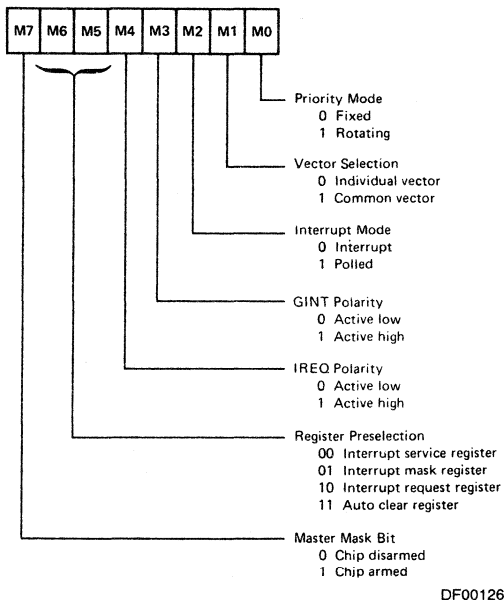 M7 M6 M5 M4 M3 M2 M1 M0
Priority Mode
0 Fixed
1 Rotating
Vector Selection
0 Individual vector
1 Common vector
Interrupt Mode
0 Interrupt
1 Polled
GINT Polarity
0 Active low
1 Active high
IREQ Polarity
0 Active low
1 Active high
Register Preselection
00 Interrupt service register
01 Interrupt mask register
10 Interrupt request register
11 Auto clear register
Master Mask Bit
0 Chip disarmed
1 Chip armed
DF00126